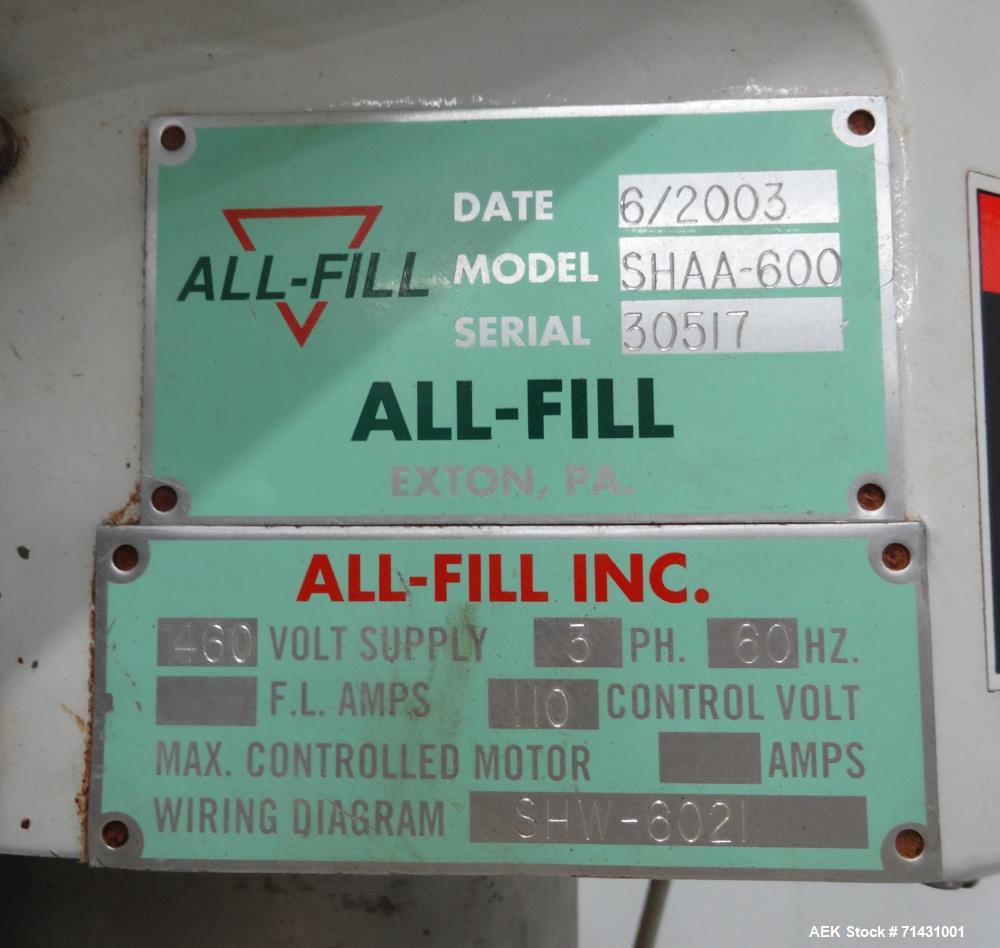 ALL-FILL
DATE 6/2003
MODEL SHAA-600
SERIAL 30517
ALL-FILL
EXTON, PA.
ALL-FILL INC.
460 VOLT SUPPLY 3 PH. 60 HZ.
F.L. AMPS 110 CONTROL VOLT
MAX. CONTROLLED MOTOR AMPS
WIRING DIAGRAM SHW-6021
AEK Stock # 71431001